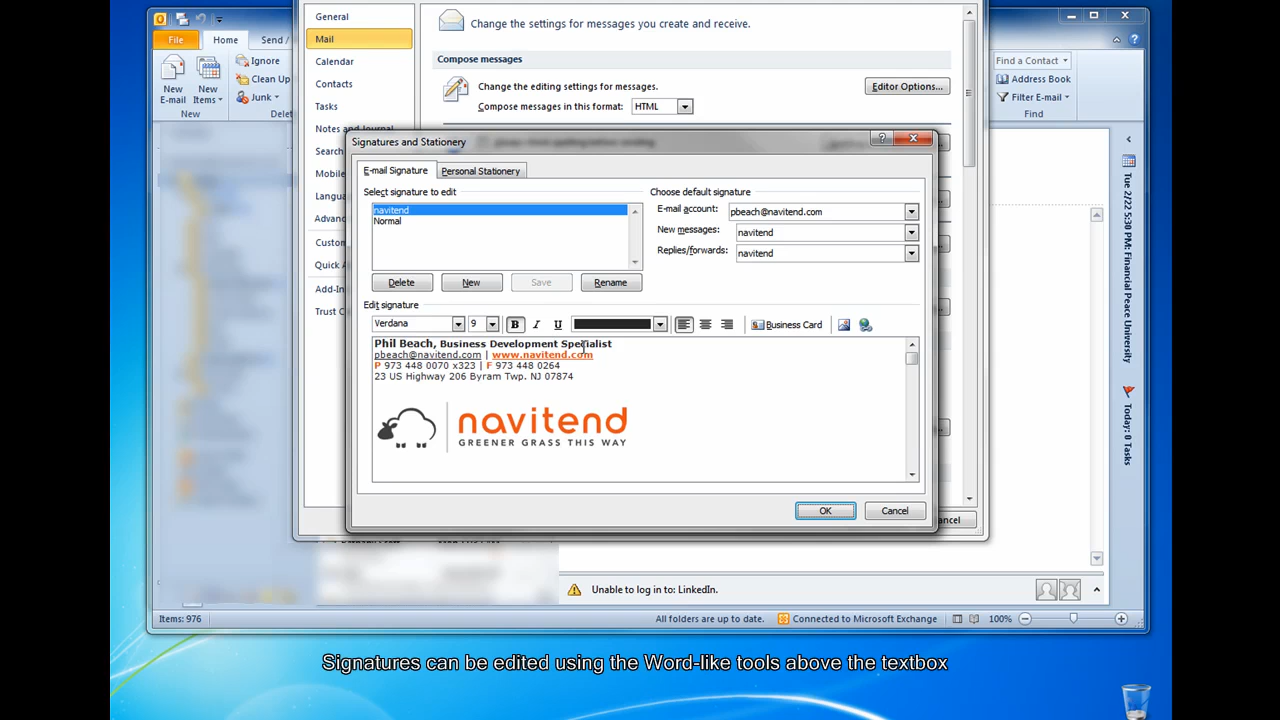 General
Change the settings for messages you create and receive.
File
Home
Send /
Mail
Calendar
Compose messages
Ignore
Find a Contact
Contacts
Change the editing settings for messages.
Editor Options...
Clean Up
Address Book
New
E-mail
New
Items
Junk
Tasks
Compose messages in this format:
HTML
Filter E-mail
New
Delet
Notes and Journal
Find
Signatures and Stationery
Search
E-mail Signature
Personal Stationery
Mobile
Select signature to edit
Choose default signature
Langua
navitend
E-mail account:
pbeach@navitend.com
Advanc
Normal
New messages:
navitend
Custom
Replies/forwards:
navitend
Quick A
Delete
New
Save
Rename
Add-In
Edit signature
Trust C
Verdana
9
B
I
U
Business Card
Phil Beach, Business Development Specialist
pbeach@navitend.com | www.navitend.com
P 973 448 0070 x323 | F 973 448 0264
23 US Highway 206 Byram Twp. NJ 07874
navitend
GREENER GRASS THIS WAY
OK
Cancel
ancel
Tue 2/22 5:30 PM: Financial Peace University
Today: 0 Tasks
Unable to log in to: LinkedIn.
Items: 976
All folders are up to date.
Connected to Microsoft Exchange
100%
Signatures can be edited using the Word-like tools above the textbox